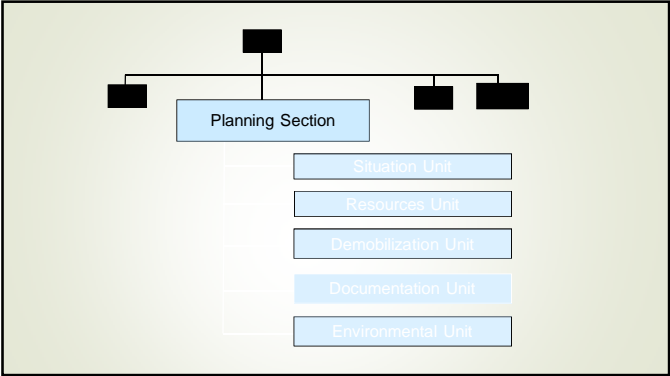 Planning Section
Situation Unit
Resources Unit
Demobilization Unit
Documentation Unit
Environmental Unit